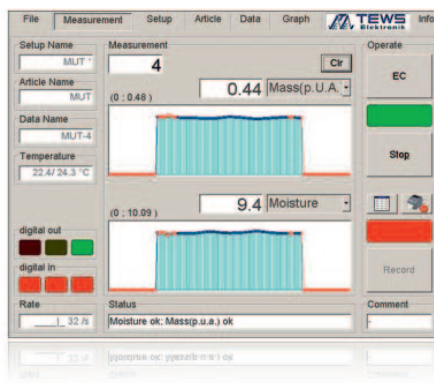 File Measurement Setup Article Data Graph TEWS Elektronik Info
Setup Name
MUT
Article Name
MUT
Data Name
MUT-4
Temperature
22.4/ 24.3 °C
digital out
digital in
Rate
32 /s
Measurement
4
Clr
0.44 Mass(p.U.A.
(0 : 0.48 )
9.4 Moisture
(0 : 10.09 )
Status
Moisture ok; Mass(p.u.a.) ok
Operate
EC
Stop
Record
Comment
-